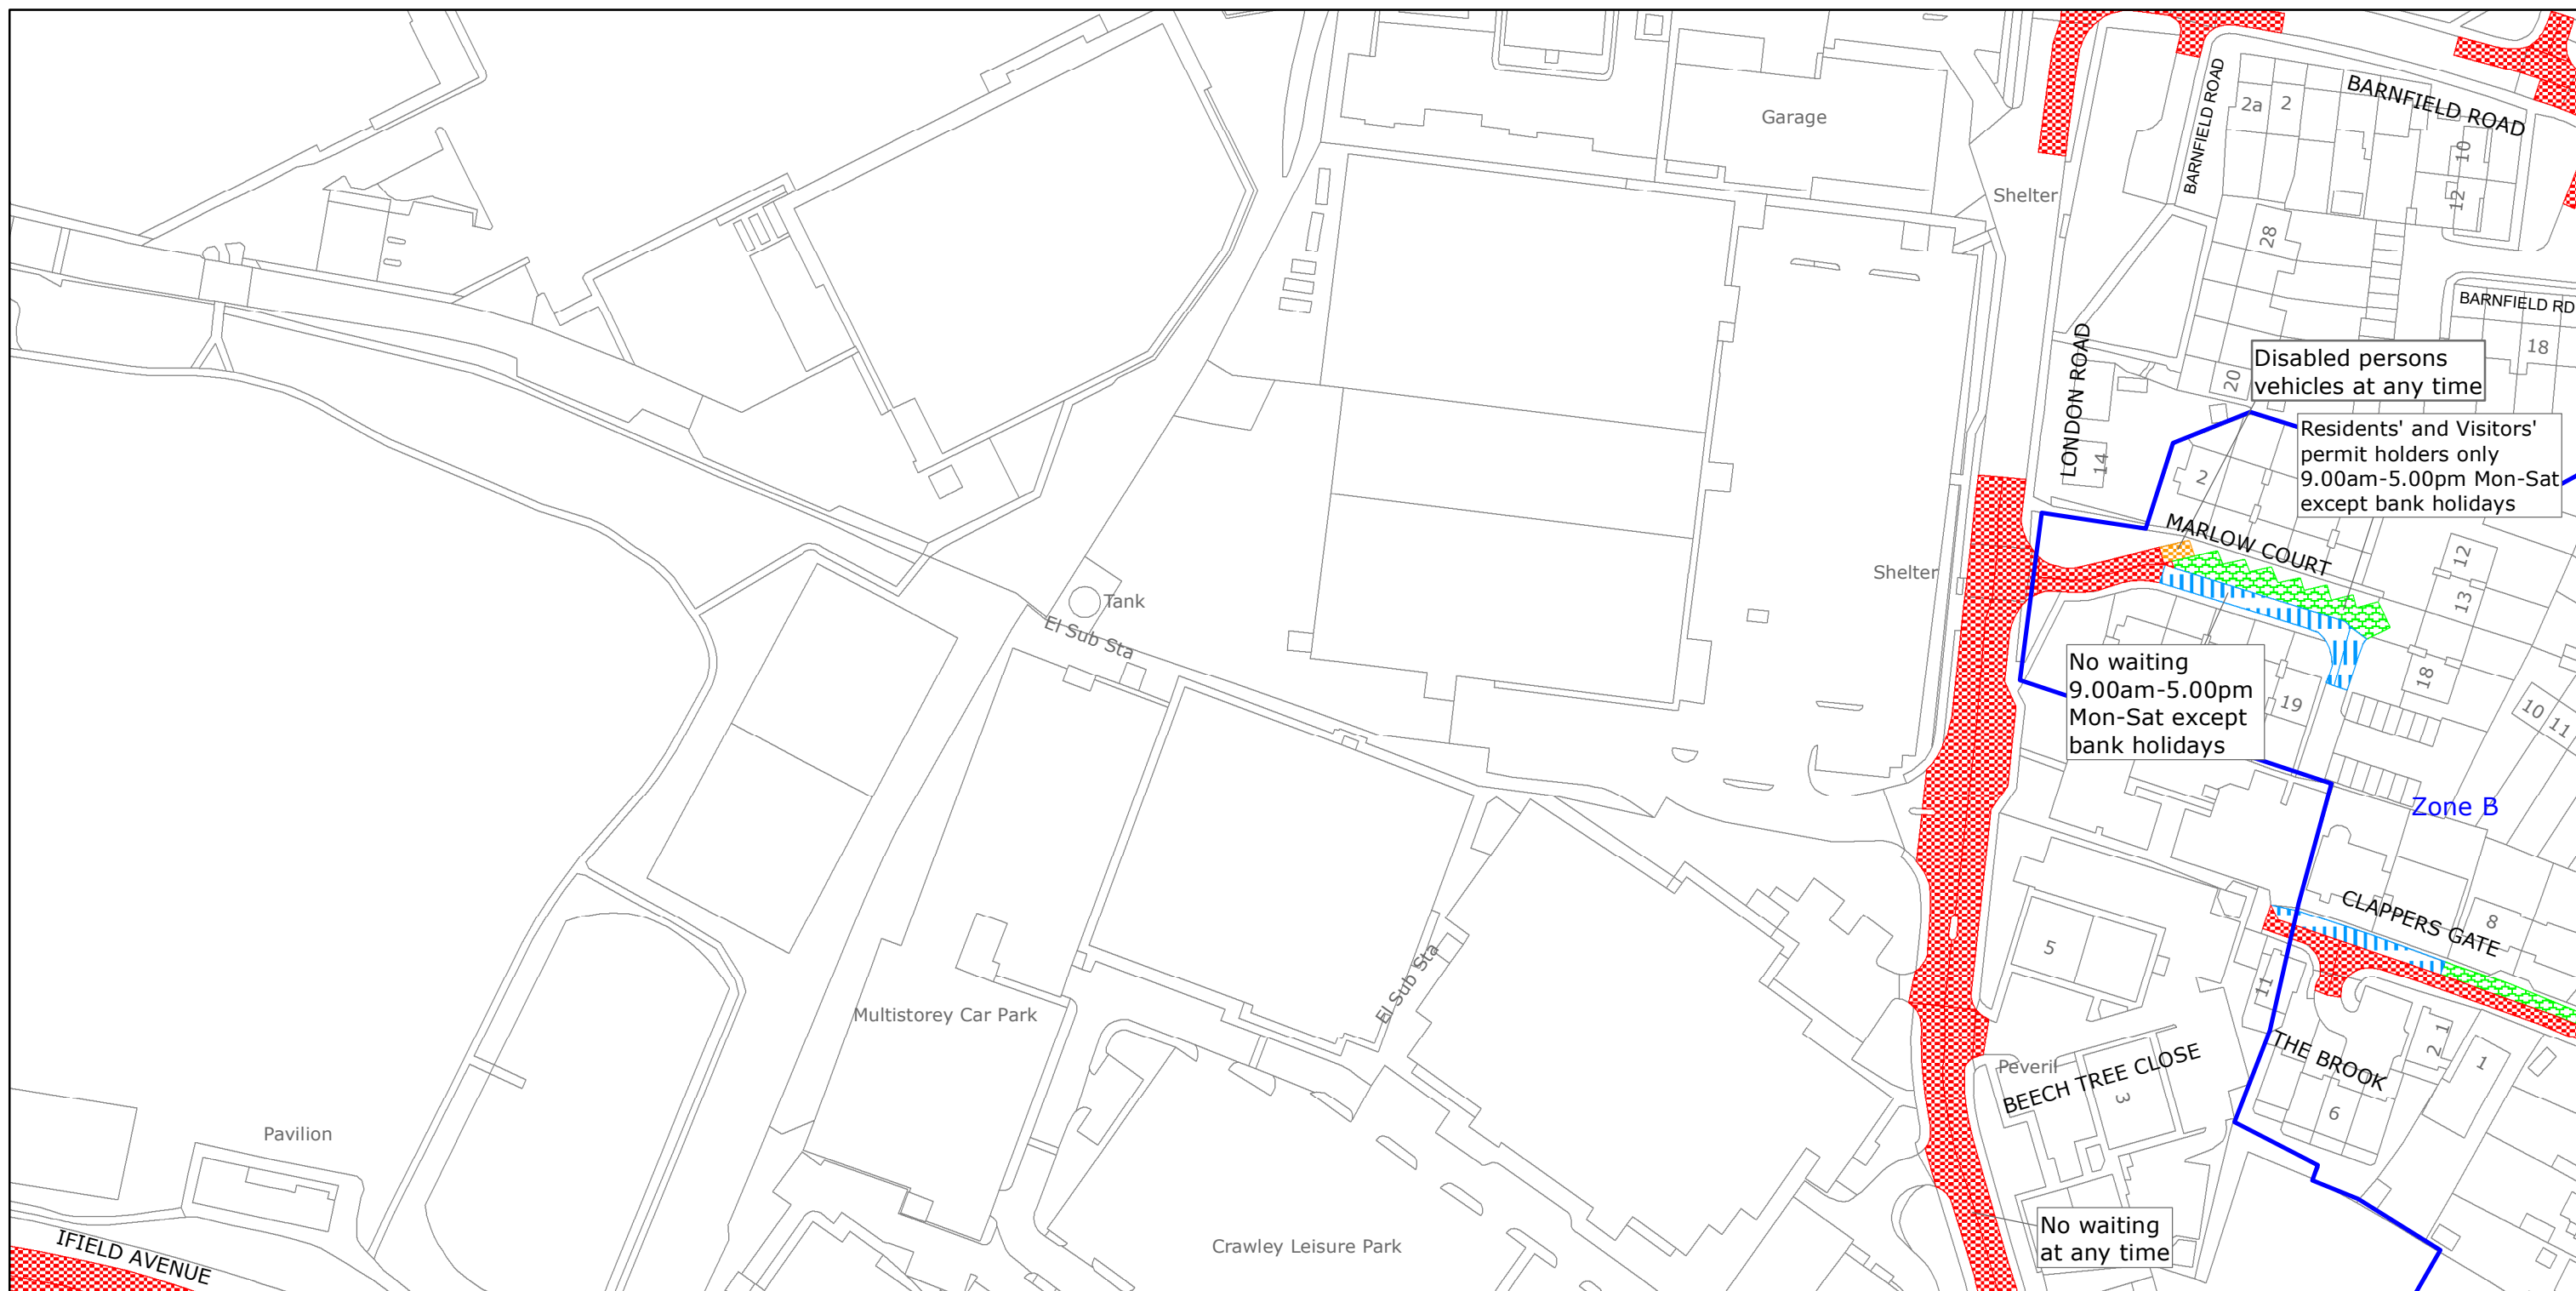 Garage
Shelter
BARNFIELD ROAD
2a
2
BARNFIELD ROAD
10
12
28
BARNFIELD RD
18
20
LONDON ROAD
14
Disabled persons
vehicles at any time
Residents' and Visitors'
permit holders only
9.00am-5.00pm Mon-Sat
except bank holidays
2
MARLOW COURT
12
13
18
19
10
11
Shelter
Tank
El Sub Sta
No waiting
9.00am-5.00pm
Mon-Sat except
bank holidays
Zone B
CLAPPERS GATE
8
5
11
El Sub Sta
Multistorey Car Park
THE BROOK
1
2
1
6
Peveril
BEECH TREE CLOSE
3
Pavilion
IFIELD AVENUE
Crawley Leisure Park
No waiting
at any time